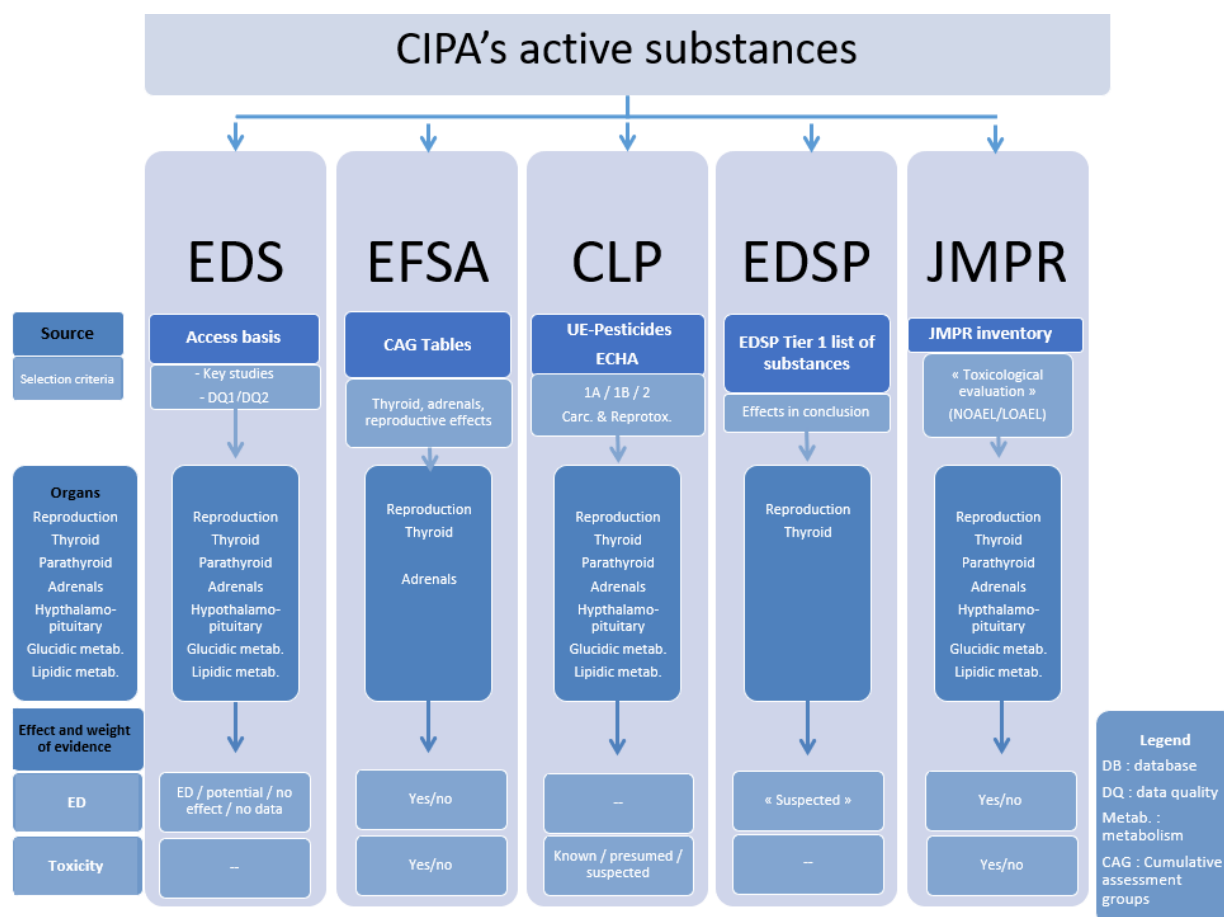 CIPA's active substances
EDS
EFSA
CLP
EDSP
JMPR
Source
Selection criteria
Access basis
- Key studies
- DQ1/DQ2
CAG Tables
Thyroid, adrenals,
reproductive effects
UE-Pesticides
ECHA
1A / 1B / 2
Carc. & Reprotox.
EDSP Tier 1 list of
substances
Effects in conclusion
JMPR inventory
« Toxicological
evaluation »
(NOAEL/LOAEL)
Organs
Reproduction
Thyroid
Parathyroid
Adrenals
Hypthalamo-
pituitary
Glucidic metab.
Lipidic metab.
Reproduction
Thyroid
Parathyroid
Adrenals
Hypothalamo-
pituitary
Glucidic metab.
Lipidic metab.
Reproduction
Thyroid
Adrenals
Reproduction
Thyroid
Parathyroid
Adrenals
Hypthalamo-
pituitary
Glucidic metab.
Lipidic metab.
Reproduction
Thyroid
Reproduction
Thyroid
Parathyroid
Adrenals
Hypthalamo-
pituitary
Glucidic metab.
Lipidic metab.
Effect and weight
of evidence
ED
ED / potential / no
effect / no data
Yes/no
--
« Suspected »
Yes/no
Toxicity
--
Yes/no
Known / presumed /
suspected
--
Yes/no
Legend
DB : database
DQ : data quality
Metab. :
metabolism
CAG : Cumulative
assessment
groups